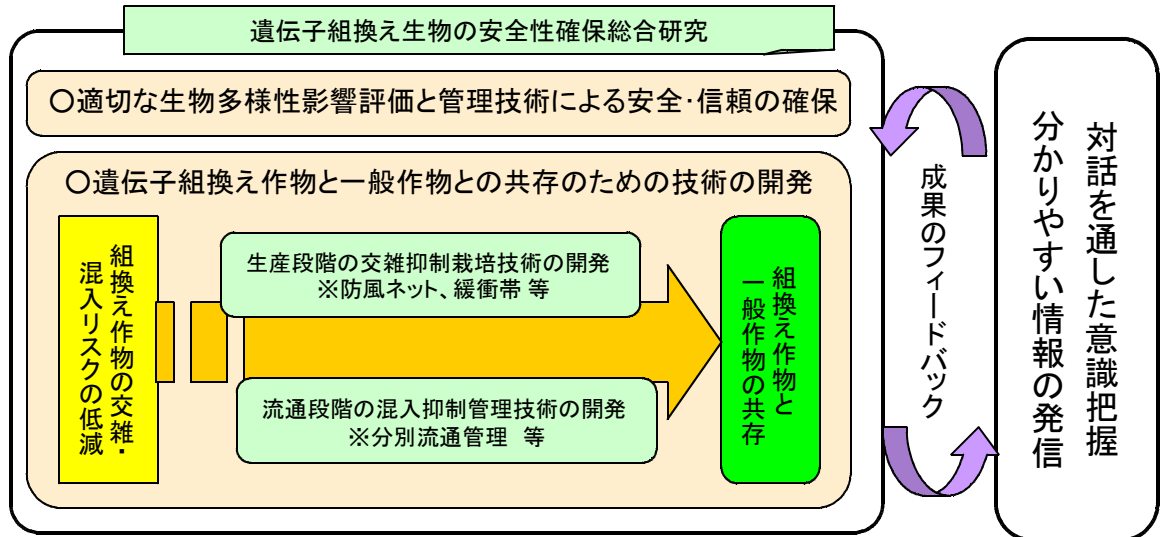 遺伝子組換え生物の安全性確保総合研究
○適切な生物多様性影響評価と管理技術による安全・信頼の確保
○遺伝子組換え作物と一般作物との共存のための技術の開発
組換え作物の交雑・
混入リスクの低減
生産段階の交雑抑制栽培技術の開発
※防風ネット、緩衝帯 等
流通段階の混入抑制管理技術の開発
※分別流通管理 等
組換え作物と
一般作物の共存
成果のフィードバック
対話を通した意識把握
分かりやすい情報の発信